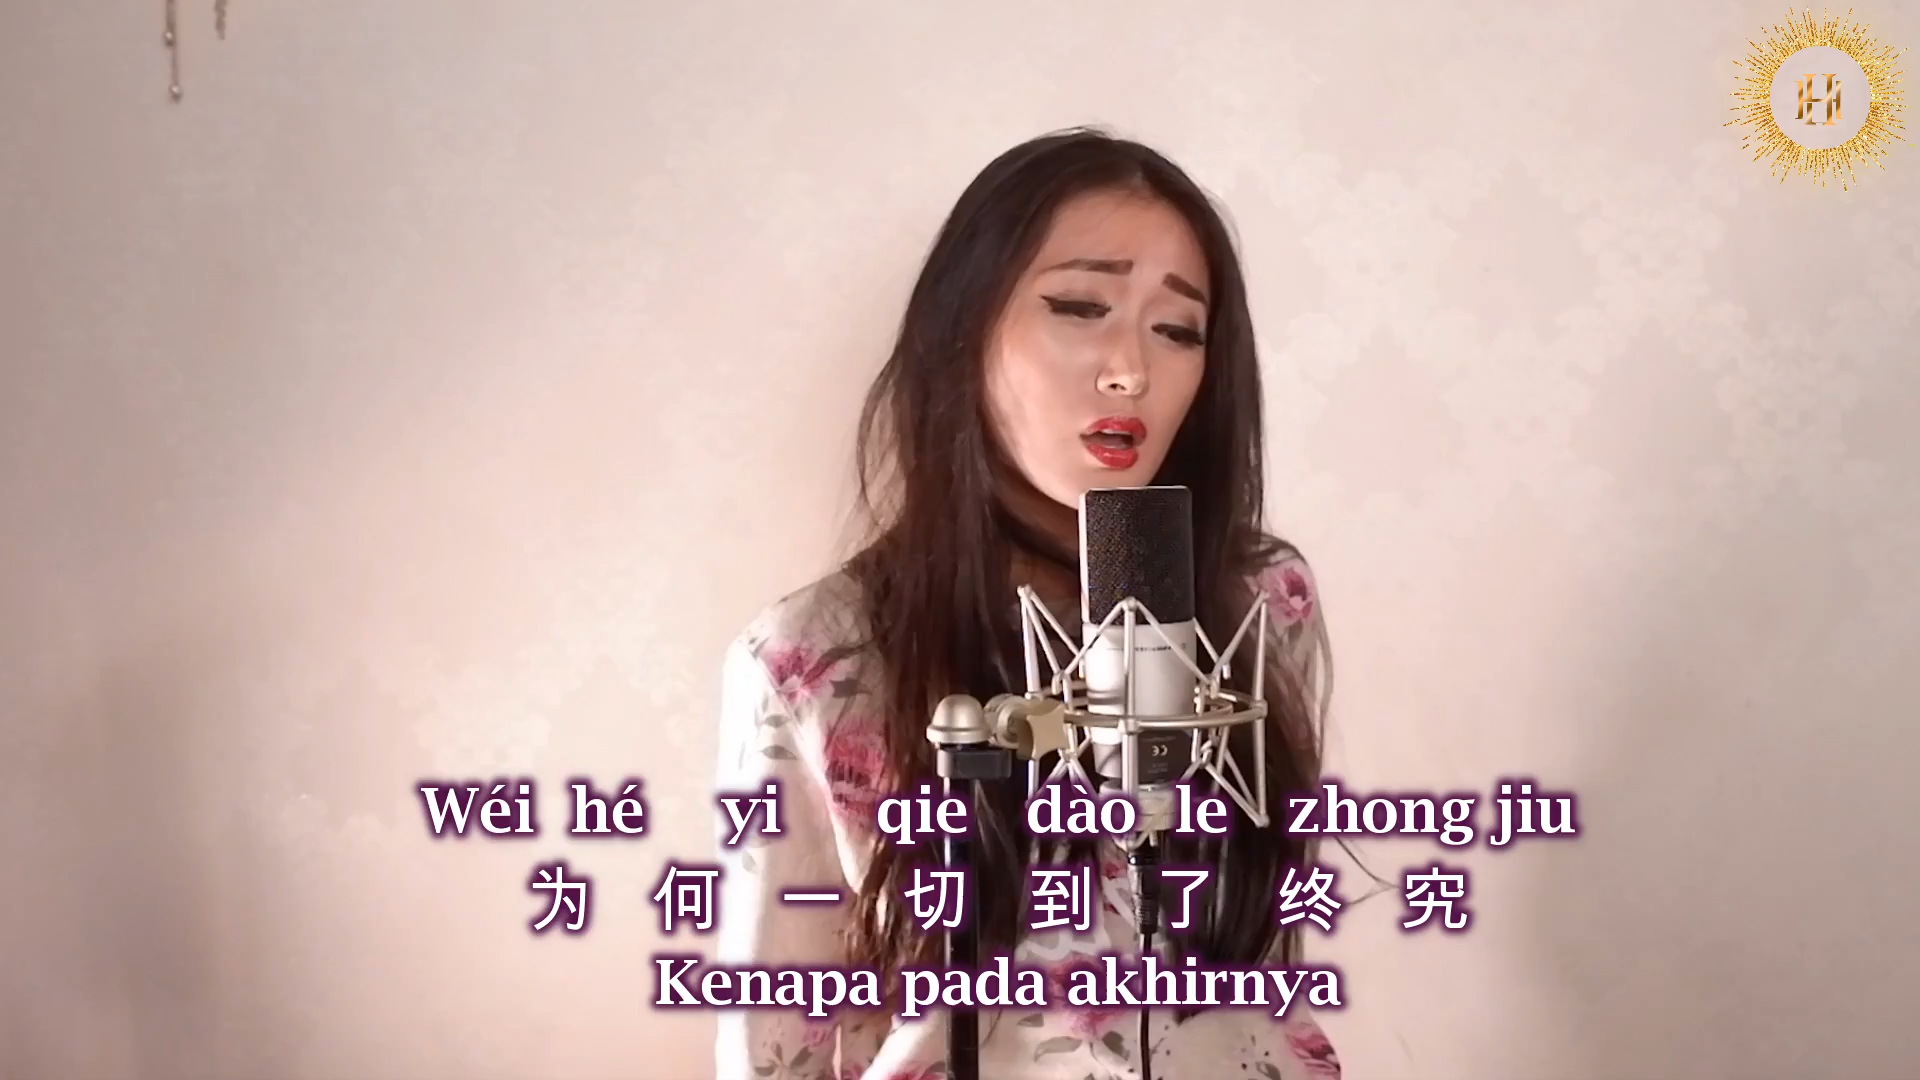 H
Wéi hé yi qie dào le zhong jiu
为何一切到了终究
Kenapa pada akhirnya
CE